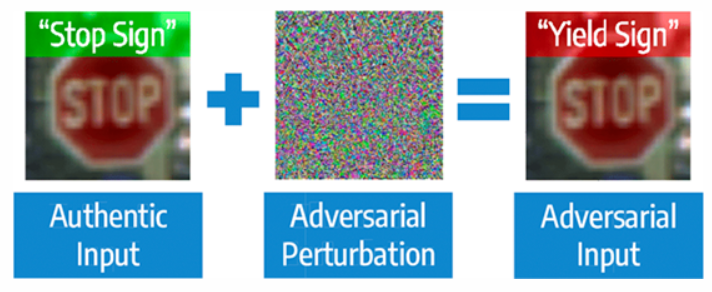 “Stop Sign”
STOP
“Yield Sign”
STOP
Authentic
Input
Adversarial
Perturbation
Adversarial
Input